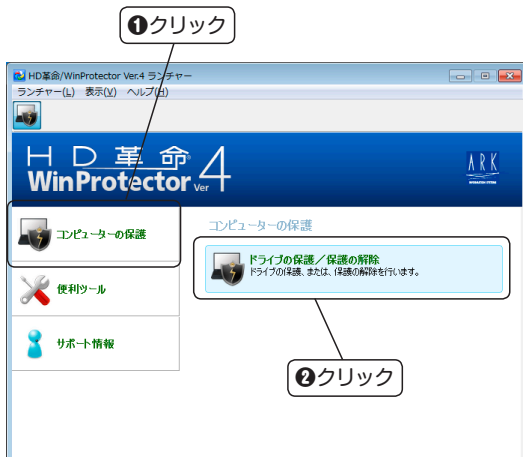 ❶クリック
HD革命/WinProtector Ver.4 ランチャー
ランチャー(L) 表示(V) ヘルプ(H)
HD革命
WinProtector Ver 4
ARK
INFORMATION SYSTEMS
コンピューターの保護
コンピューターの保護
ドライブの保護／保護の解除
ドライブの保護、または、保護の解除を行います。
便利ツール
サポート情報
❷クリック